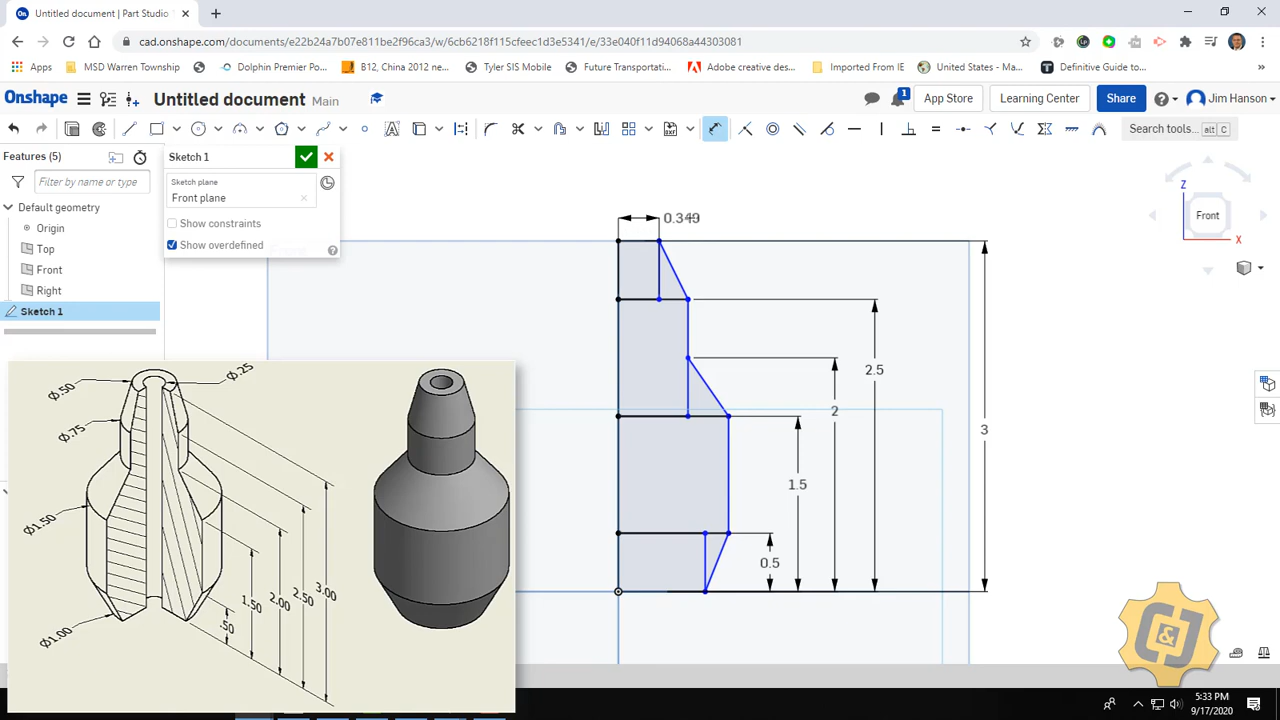 Untitled document | Part Studio
cad.onshape.com/documents/e22b24a7b07e811be2f96ca3/w/6cb6218f115cfeec1d3e5341/e/33e040f11d94068a44303081
Apps
MSD Warren Township
Dolphin Premier Po...
B12, China 2012 ne...
Tyler SIS Mobile
Future Transportati...
Adobe creative des...
Imported From IE
United States - Ma...
Definitive Guide to...
»
Onshape
Untitled document Main
1
App Store
Learning Center
Share
Jim Hanson
Search tools... alt C
Features (5)
Filter by name or type
Default geometry
Origin
Top
Front
Right
Sketch 1
Sketch 1
Sketch plane
Front plane
Show constraints
Show overdefined
Z
Front
X
0.349
2.5
2
3
1.5
0.5
Ø.50
Ø.25
Ø.75
Ø1.50
Ø1.00
.50
1.50
2.00
2.50
3.00
C & J
5:33 PM
9/17/2020